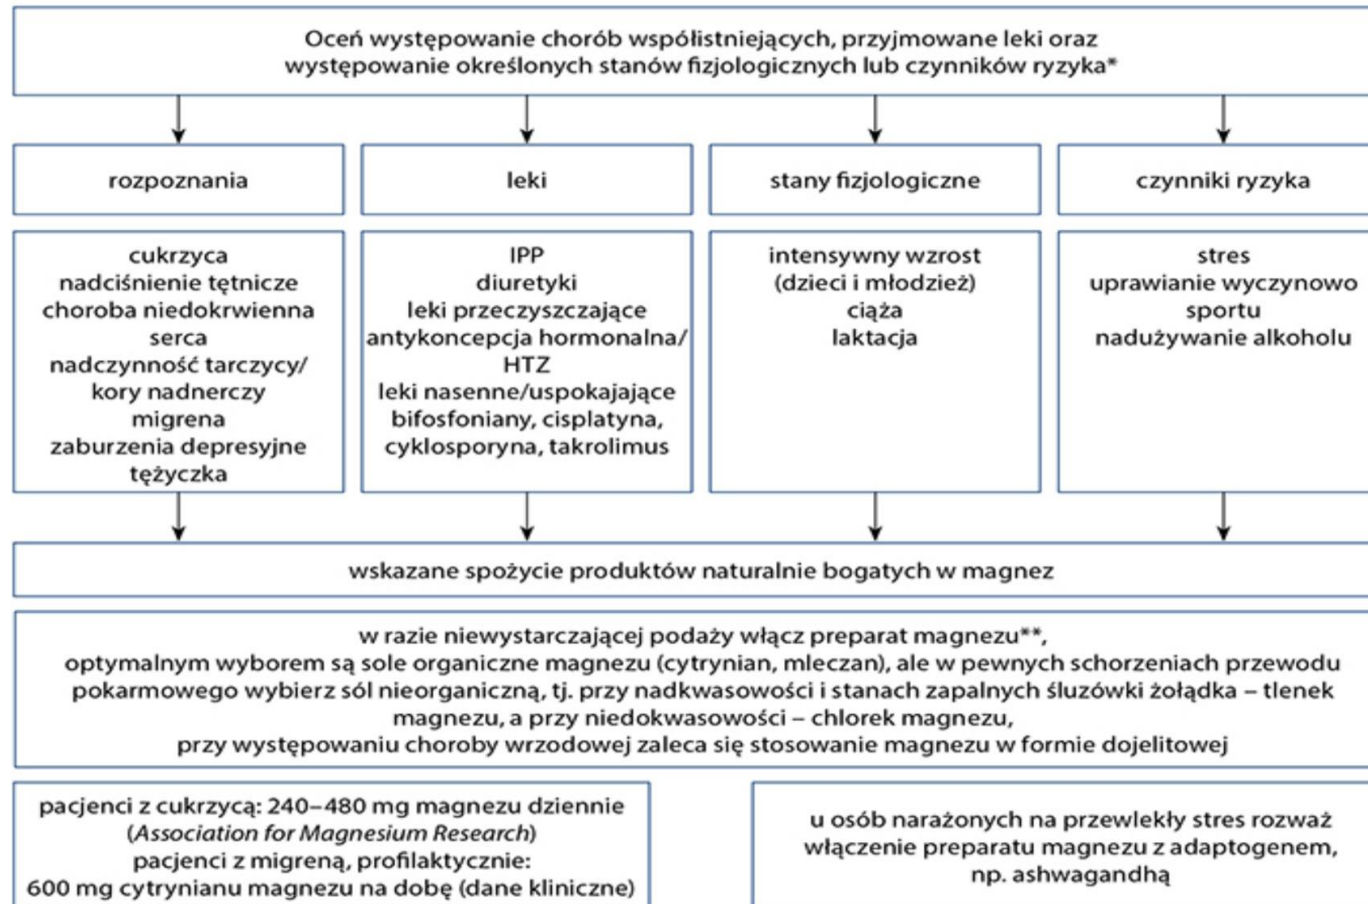 Oceń występowanie chorób współistniejących, przyjmowane leki oraz
występowanie określonych stanów fizjologicznych lub czynników ryzyka*
rozpoznania
leki
stany fizjologiczne
czynniki ryzyka
cukrzyca
nadciśnienie tętnicze
choroba niedokrwienna
serca
nadczynność tarczycy/
kory nadnerczy
migrena
zaburzenia depresyjne
tężyczka
IPP
diuretyki
leki przeczyszczające
antykoncepcja hormonalna/
HTZ
leki nasenne/uspokajające
bifosfoniany, cisplatyna,
cyklosporyna, takrolimus
intensywny wzrost
(dzieci i młodzież)
ciąża
laktacja
stres
uprawianie wyczynowo
sportu
nadużywanie alkoholu
wskazane spożycie produktów naturalnie bogatych w magnez
w razie niewystarczającej podaży włącz preparat magnezu**,
optymalnym wyborem są sole organiczne magnezu (cytrynian, mleczan), ale w pewnych schorzeniach przewodu
pokarmowego wybierz sól nieorganiczną, tj. przy nadkwasowości i stanach zapalnych śluzówki żołądka – tlenek
magnezu, a przy niedokwasowości – chlorek magnezu,
przy występowaniu choroby wrzodowej zaleca się stosowanie magnezu w formie dojelitowej
pacjenci z cukrzycą: 240–480 mg magnezu dziennie
(Association for Magnesium Research)
pacjenci z migreną, profilaktycznie:
600 mg cytrynianu magnezu na dobę (dane kliniczne)
u osób narażonych na przewlekły stres rozważ
włączenie preparatu magnezu z adaptogenem,
np. ashwagandhą